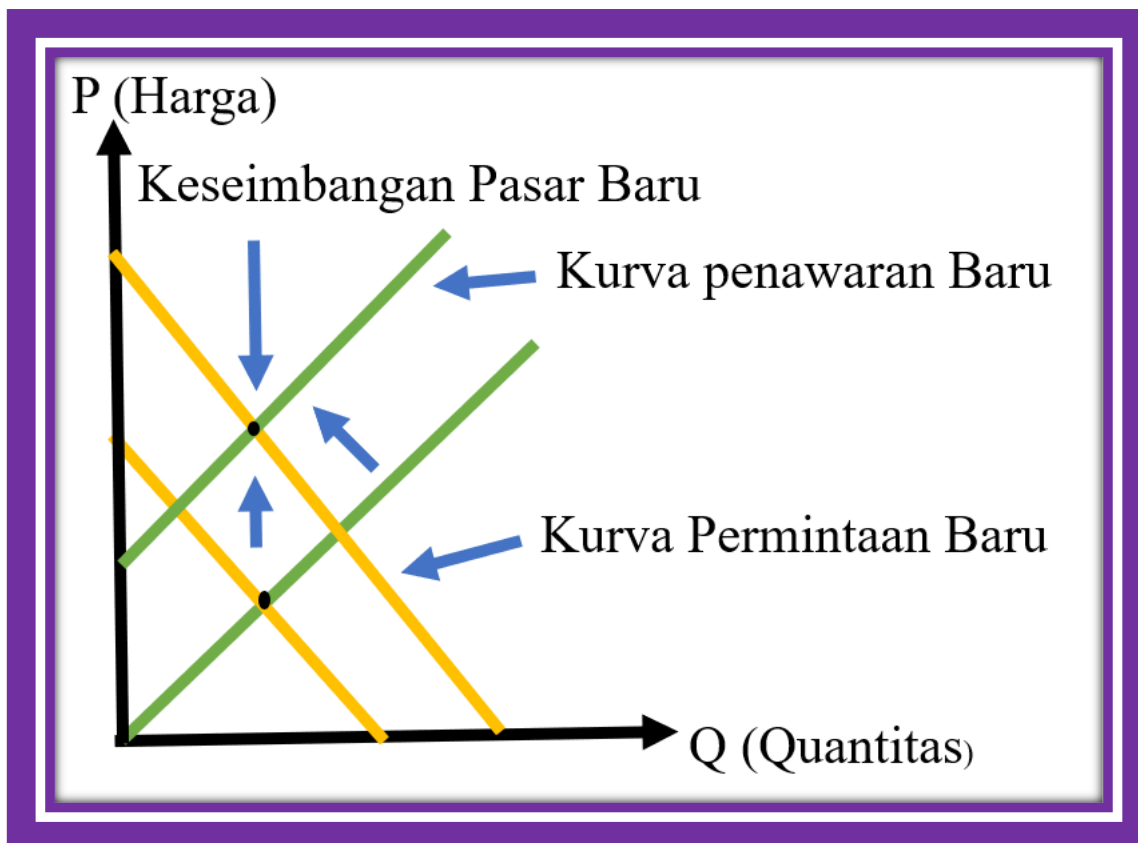 P (Harga)
Keseimbangan Pasar Baru
Kurva penawaran Baru
Kurva Permintaan Baru
Q (Quantitas)